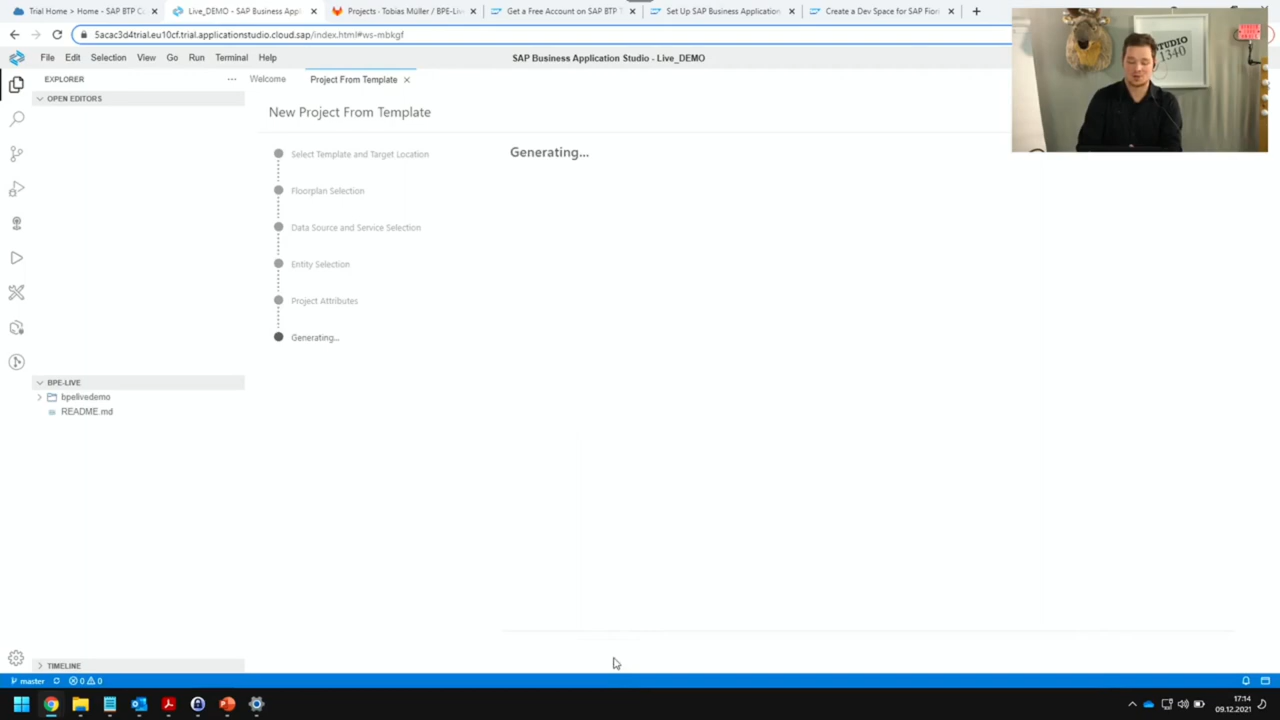 Trial Home > Home - SAP BTP C
Live_DEMO - SAP Business Appl
Projects · Tobias Müller / BPE-Liv
Get a Free Account on SAP BTP T
Set Up SAP Business Application
Create a Dev Space for SAP Fior
5acac3d4trial.eu10cf.trial.applicationstudio.cloud.sap/index.html#ws-mbkgf
File Edit Selection View Go Run Terminal Help
SAP Business Application Studio - Live_DEMO
STUDIO
1340
EXPLORER
Welcome
Project From Template
OPEN EDITORS
New Project From Template
Select Template and Target Location
Generating...
Floorplan Selection
Data Source and Service Selection
Entity Selection
Project Attributes
Generating...
BPE-LIVE
bpelivedemo
README.md
TIMELINE
master
0 0
17:14
09.12.2021